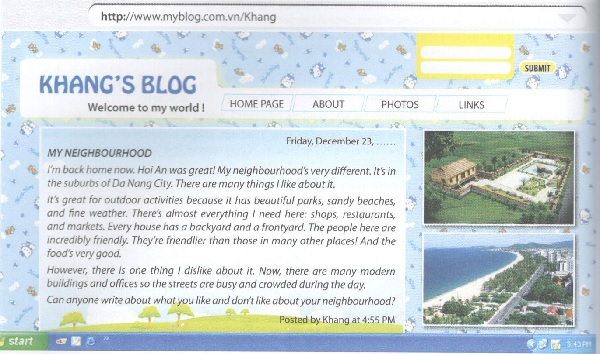 http://www.myblog.com.vn/Khang
SUBMIT
KHANG'S BLOG
Welcome to my world !
HOME PAGE
ABOUT
PHOTOS
LINKS
Friday, December 23, ......
MY NEIGHBOURHOOD
I'm back home now. Hoi An was great! My neighbourhood's very different. It's in
the suburbs of Da Nang City. There are many things I like about it.
It's great for outdoor activities because it has beautiful parks, sandy beaches,
and fine weather. There's almost everything I need here: shops, restaurants,
and markets. Every house has a backyard and a frontyard. The people here are
incredibly friendly. They're friendlier than those in many other places! And the
food's very good.
However, there is one thing I dislike about it. Now, there are many modern
buildings and offices so the streets are busy and crowded during the day.
Can anyone write about what you like and don't like about your neighbourhood?
Posted by Khang at 4:55 PM
start
5:43 PM